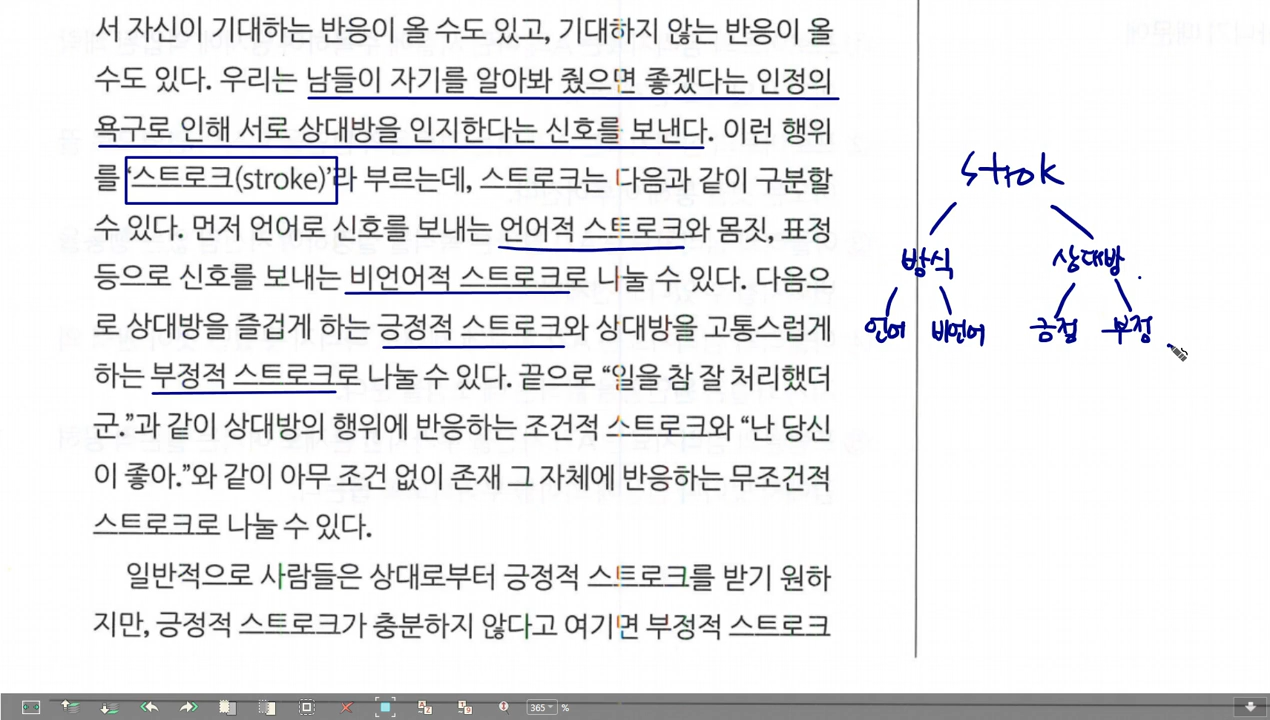 서 자신이 기대하는 반응이 올 수도 있고, 기대하지 않는 반응이 올
수도 있다. 우리는 남들이 자기를 알아봐 줬으면 좋겠다는 인정의
욕구로 인해 서로 상대방을 인지한다는 신호를 보낸다. 이런 행위
를 ‘스트로크(stroke)’라 부르는데, 스트로크는 다음과 같이 구분할
수 있다. 먼저 언어로 신호를 보내는 언어적 스트로크와 몸짓, 표정
등으로 신호를 보내는 비언어적 스트로크로 나눌 수 있다. 다음으
로 상대방을 즐겁게 하는 긍정적 스트로크와 상대방을 고통스럽게
하는 부정적 스트로크로 나눌 수 있다. 끝으로 “일을 참 잘 처리했더
군.”과 같이 상대방의 행위에 반응하는 조건적 스트로크와 “난 당신
이 좋아.”와 같이 아무 조건 없이 존재 그 자체에 반응하는 무조건적
스트로크로 나눌 수 있다.
일반적으로 사람들은 상대로부터 긍정적 스트로크를 받기 원하
지만, 긍정적 스트로크가 충분하지 않다고 여기면 부정적 스트로크
strok
방식 상대방
언어 비언어 긍정 부정
365 %